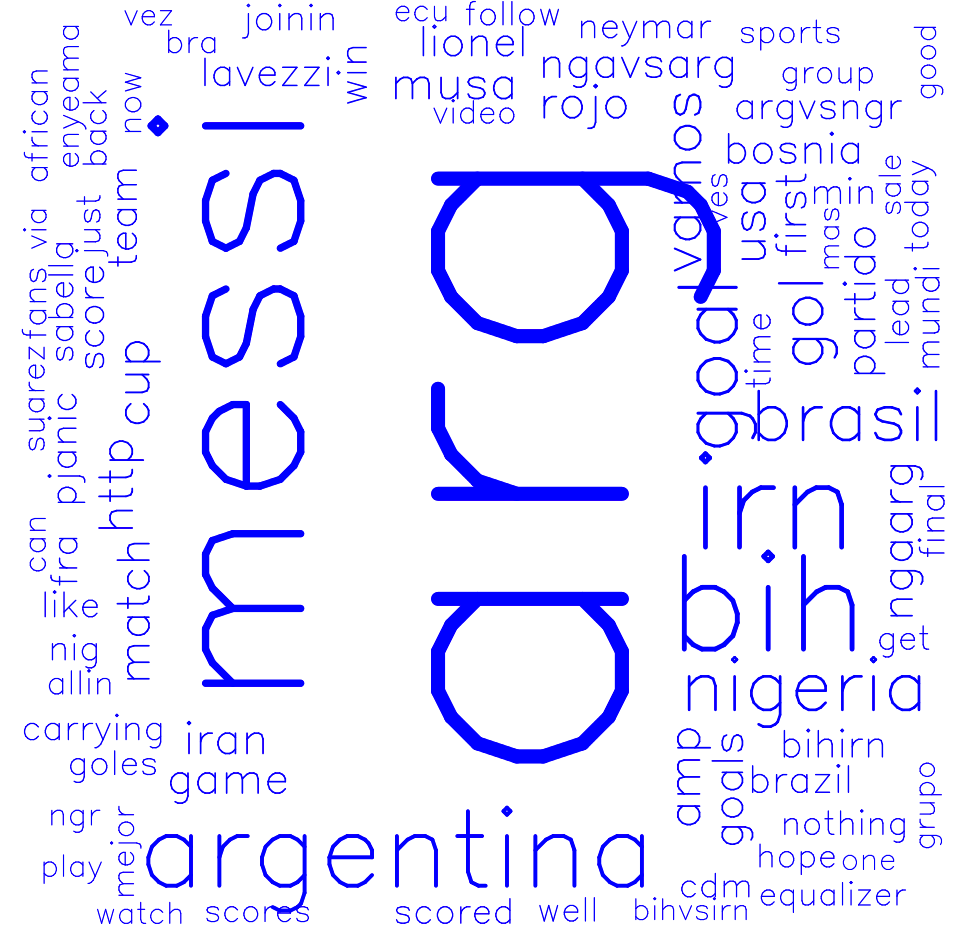 vez
joinin
ecu
follow
neymar
sports
good
bra
lionel
lavezzi
win
ngavsarg
group
musa
video
rojo
argvsngr
african
enyeama
back
now
messi
arg
vamos
bosnia
team
via
just
ves
usa
first
min
mas
sale
today
fans
sabella
score
goal
gol
partido
lead
mundi
time
suarez
cup
brasil
pjanic
http
irn
ngaarg
final
can
fra
match
bih
like
get
nig
allin
nigeria
carrying
iran
goles
game
amp
goals
bihirn
brazil
grupo
ngr
mejor
argentina
nothing
play
hope
one
cdm
equalizer
watch
scores
scored
well
bihvsirn